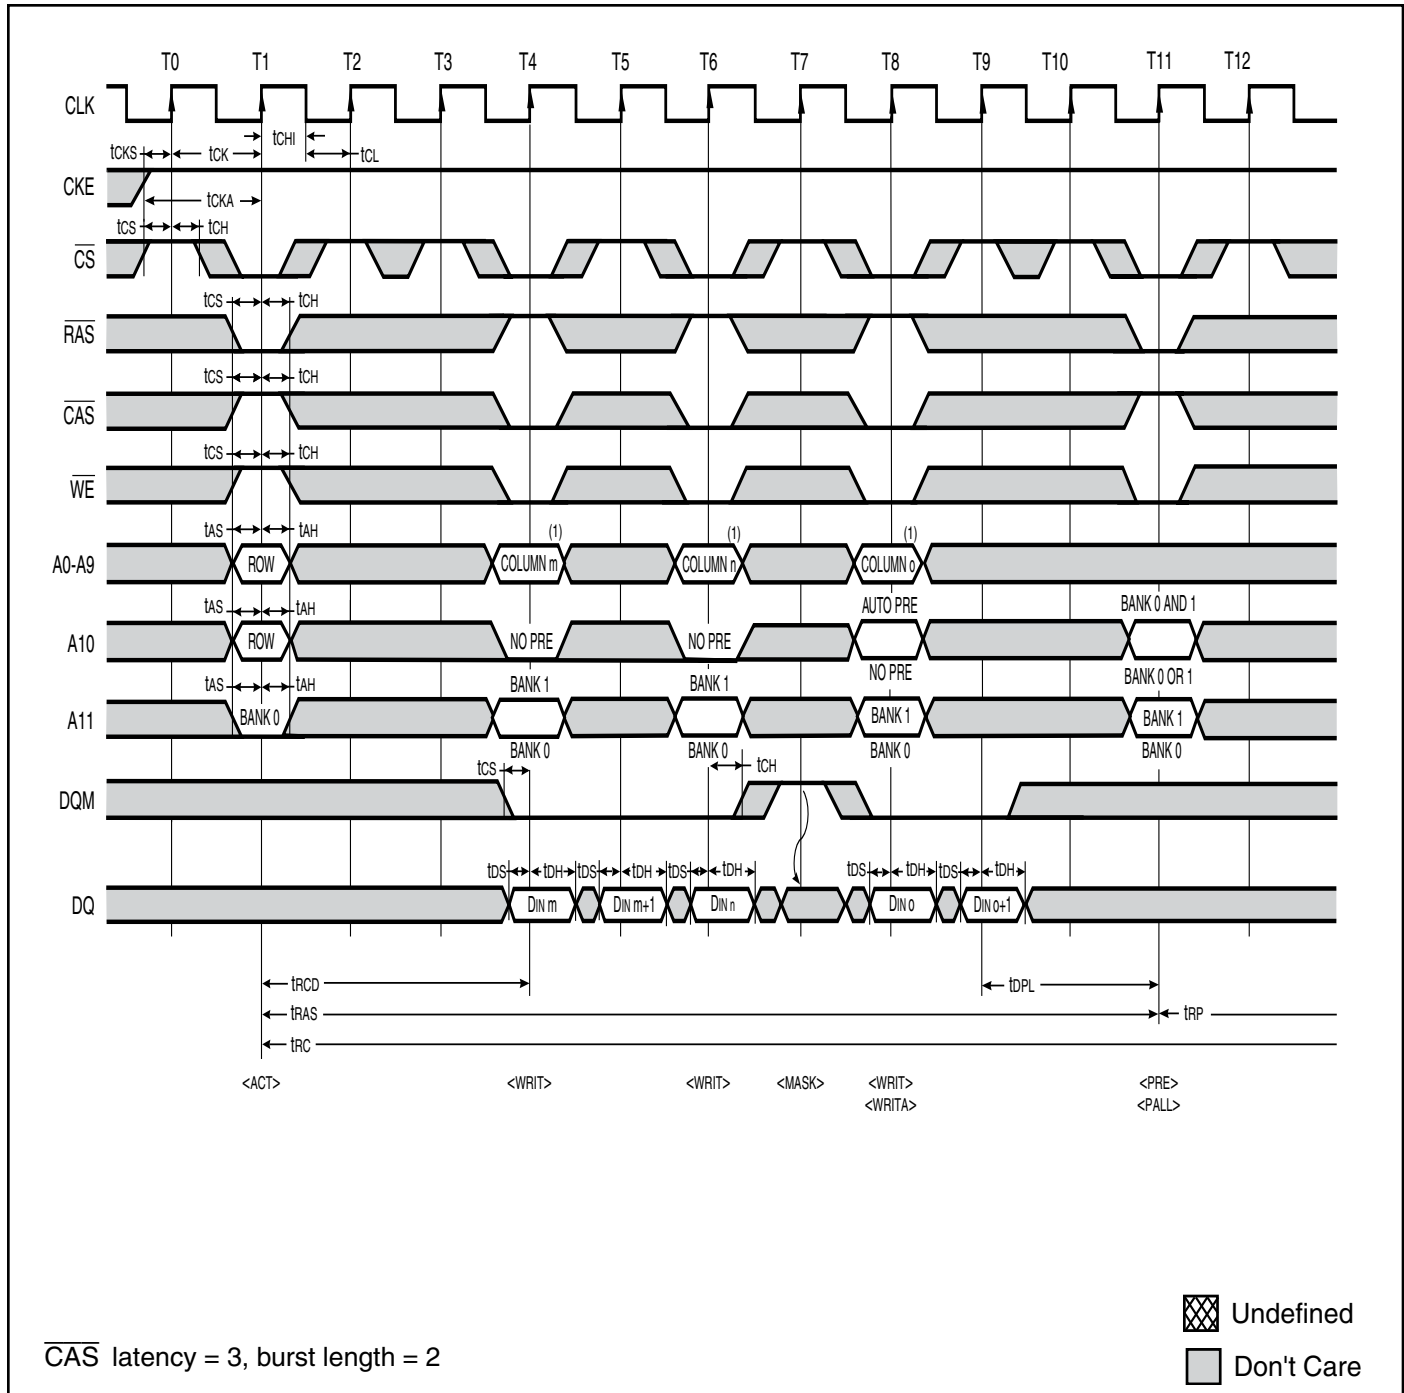 T0 T1 T2 T3 T4 T5 T6 T7 T8 T9 T10 T11 T12
CLK
tCHI
tCKS tCK tCL
CKE
tCKA
tCS tCH
CS
tCS tCH
RAS
tCS tCH
CAS
tCS tCH
WE
tAS tAH (1) (1) (1)
A0-A9 ROW COLUMN m COLUMN n COLUMN o
tAS tAH AUTO PRE BANK 0 AND 1
A10 ROW NO PRE NO PRE
NO PRE BANK 0 OR 1
tAS tAH BANK 1 BANK 1
A11 BANK 0 BANK 1 BANK 1
BANK 0 BANK 0 BANK 0 BANK 0
tCS tCH
DQM
tDS tDH tDS tDH tDS tDH tDS tDH tDS tDH
DQ DIN m DIN m+1 DIN n DIN o DIN o+1
tRCD tDPL
tRAS tRP
tRC
<ACT> <WRIT> <WRIT> <MASK> <WRIT> <PRE>
<WRITA> <PALL>
Undefined
CAS latency = 3, burst length = 2
Don't Care